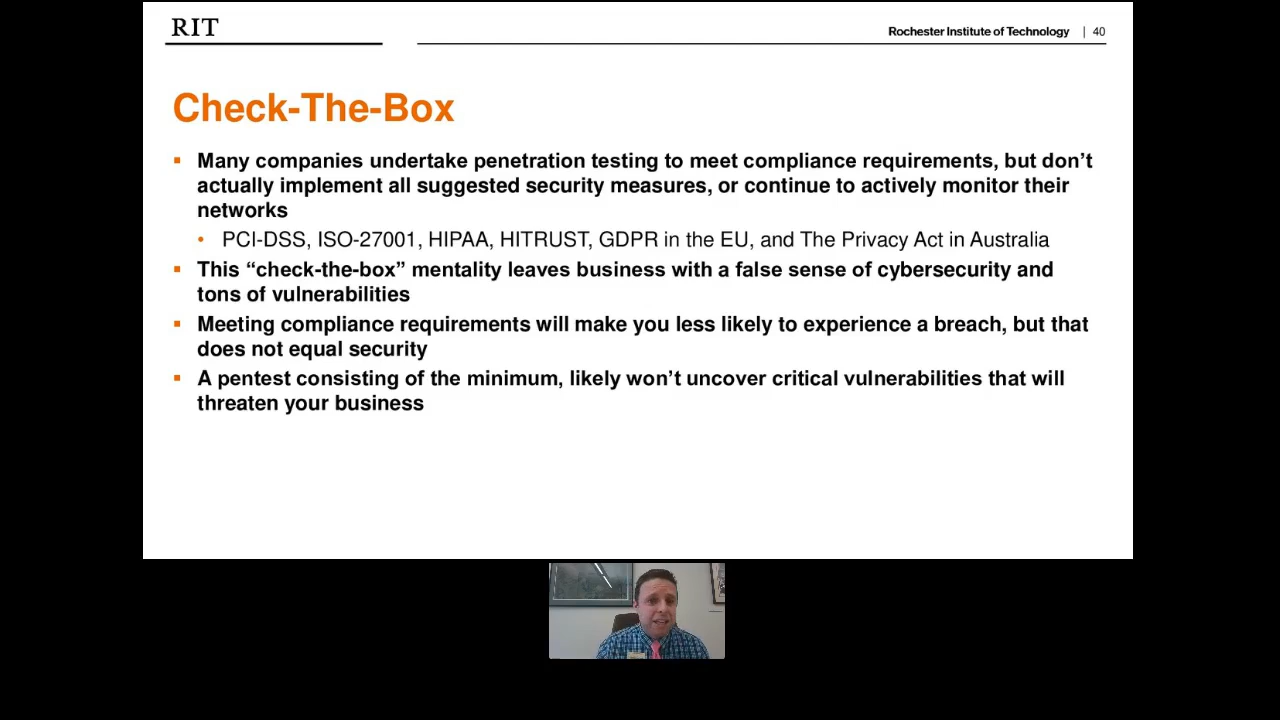 RIT
Rochester Institute of Technology | 40
Check-The-Box
▪ Many companies undertake penetration testing to meet compliance requirements, but don’t
actually implement all suggested security measures, or continue to actively monitor their
networks
• PCI-DSS, ISO-27001, HIPAA, HITRUST, GDPR in the EU, and The Privacy Act in Australia
▪ This “check-the-box” mentality leaves business with a false sense of cybersecurity and
tons of vulnerabilities
▪ Meeting compliance requirements will make you less likely to experience a breach, but that
does not equal security
▪ A pentest consisting of the minimum, likely won’t uncover critical vulnerabilities that will
threaten your business